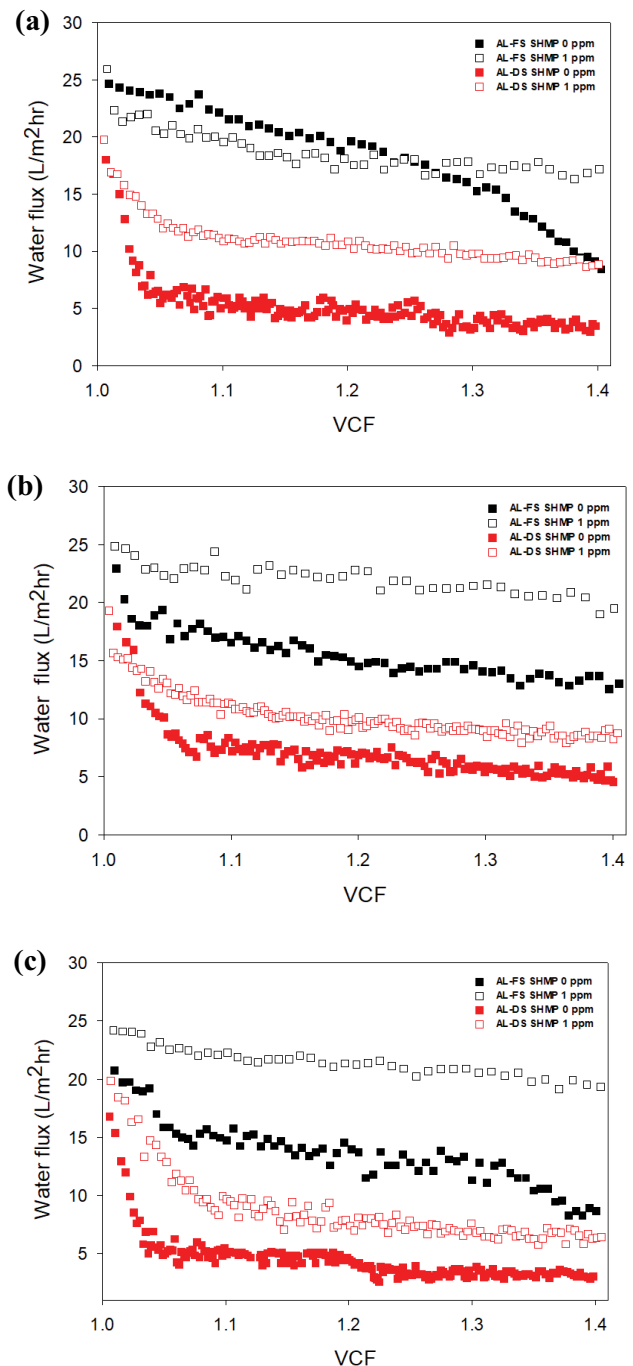 (a)
30
25
20
15
10
5
0
Water flux (L/m2hr)
AL-FS SHMP 0 ppm
AL-FS SHMP 1 ppm
AL-DS SHMP 0 ppm
AL-DS SHMP 1 ppm
1.0 1.1 1.2 1.3 1.4
VCF
(b)
30
25
20
15
10
5
0
Water flux (L/m2hr)
AL-FS SHMP 0 ppm
AL-FS SHMP 1 ppm
AL-DS SHMP 0 ppm
AL-DS SHMP 1 ppm
1.0 1.1 1.2 1.3 1.4
VCF
(c)
30
25
20
15
10
5
Water flux (L/m2hr)
AL-FS SHMP 0 ppm
AL-FS SHMP 1 ppm
AL-DS SHMP 0 ppm
AL-DS SHMP 1 ppm
1.0 1.1 1.2 1.3 1.4
VCF